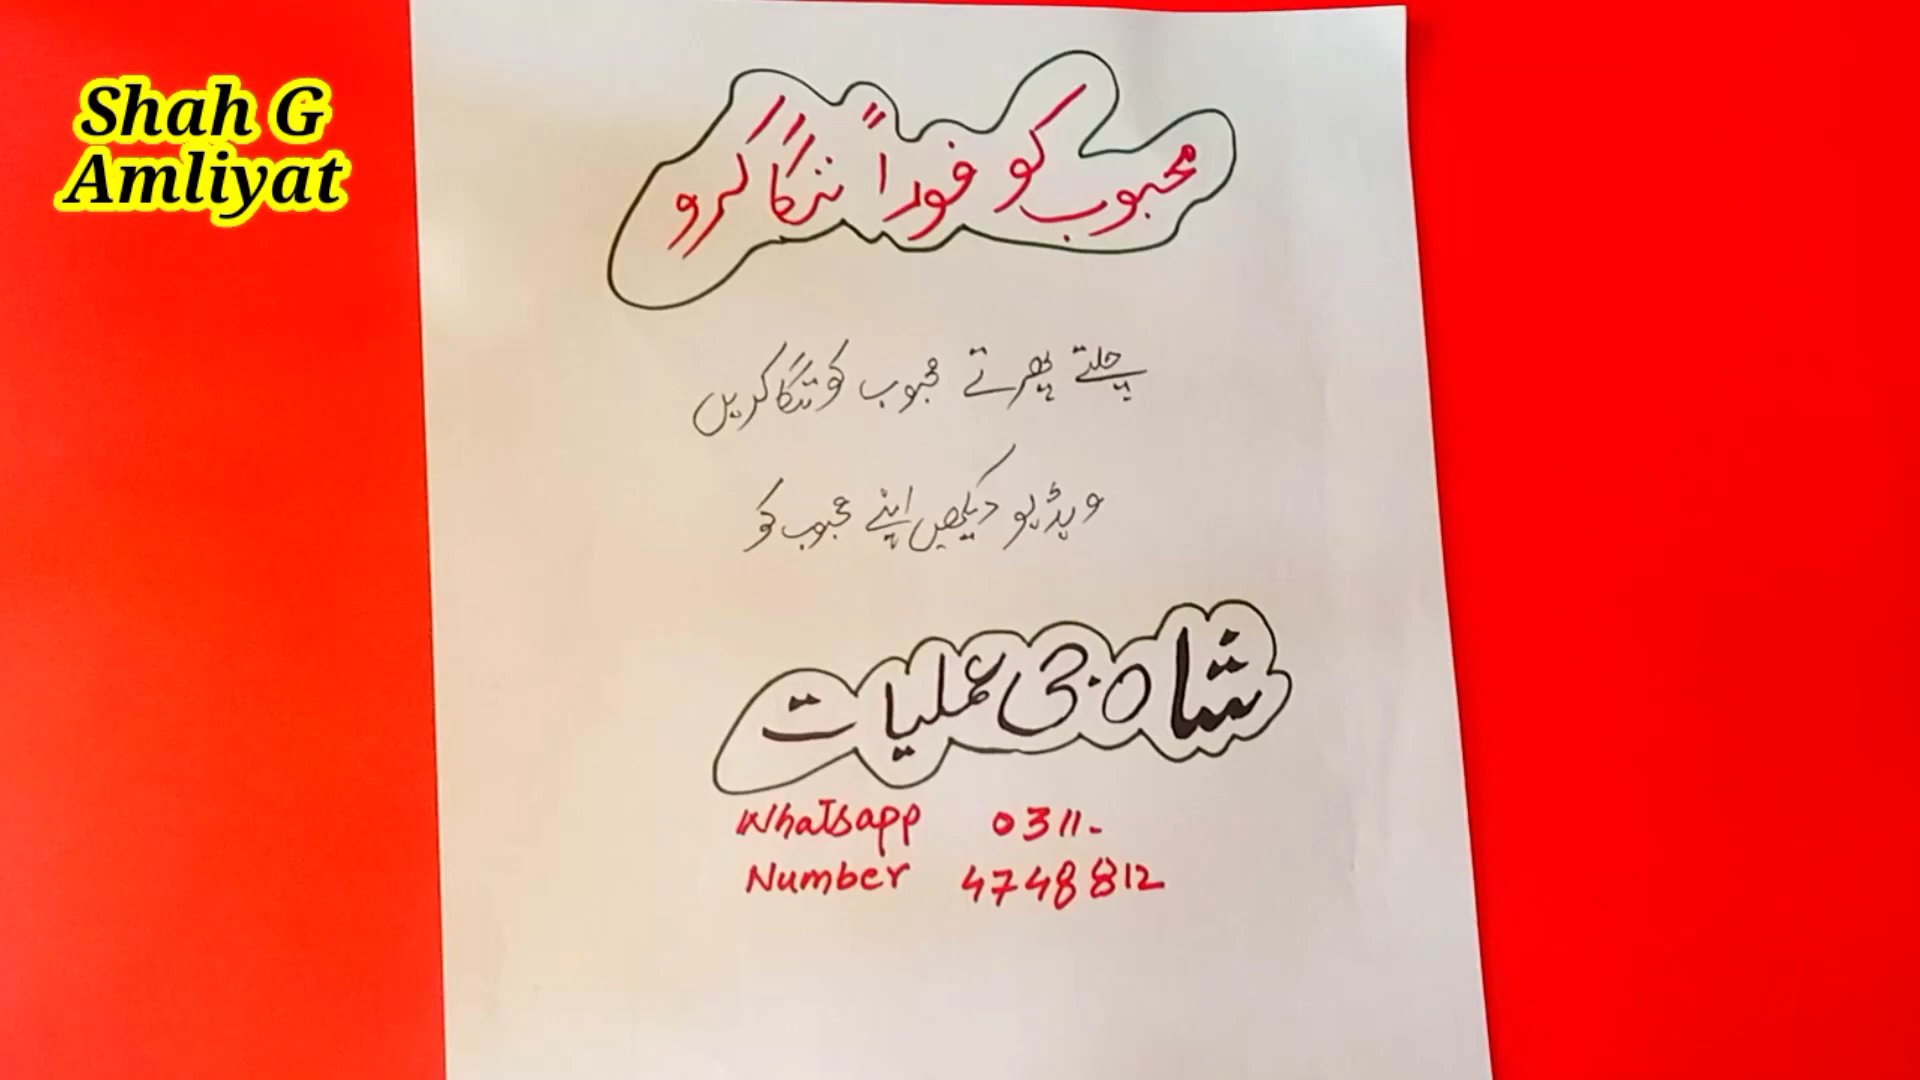 Shah G
Amliyat
محبوب کو فوراً ننگا کرو
چلتے پھرتے محبوب کو ننگا کریں
ویڈیو دیکھیں اپنے محبوب کو
شاہ جی عملیات
WhatsApp 0311-
Number 4748812